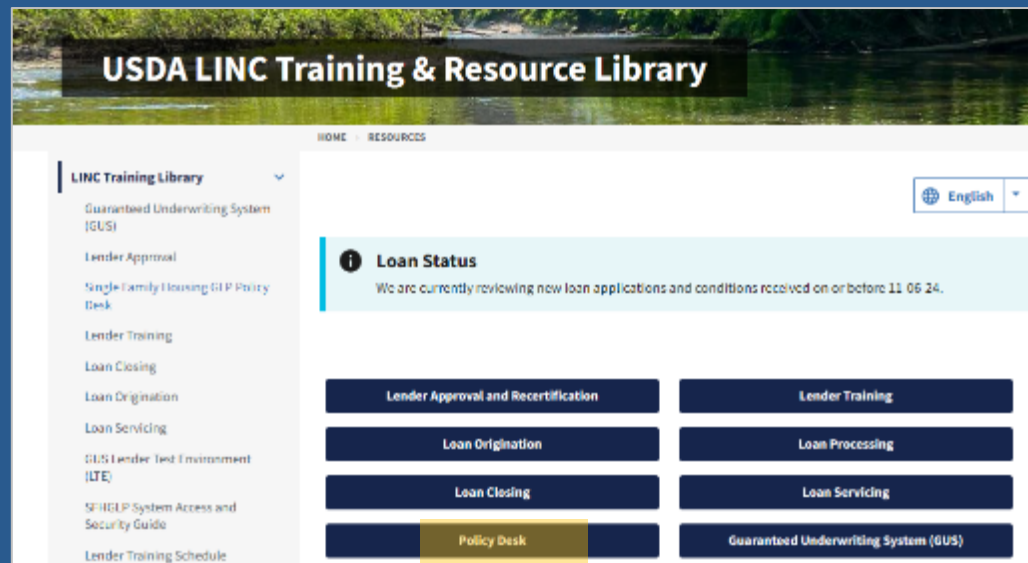 USDA LINC Training & Resource Library
HOME > RESOURCES
LINC Training Library
Guaranteed Underwriting System
(GUS)
Lender Approval
Single Family Housing GLP Policy
Desk
Lender Training
Loan Closing
Loan Origination
Loan Servicing
GUS Lender Test Environment
(LTE)
SFHGLP System Access and
Security Guide
Lender Training Schedule
English
Loan Status
We are currently reviewing new loan applications and conditions received on or before 11-06-24.
Lender Approval and Recertification
Lender Training
Loan Origination
Loan Processing
Loan Closing
Loan Servicing
Policy Desk
Guaranteed Underwriting System (GUS)